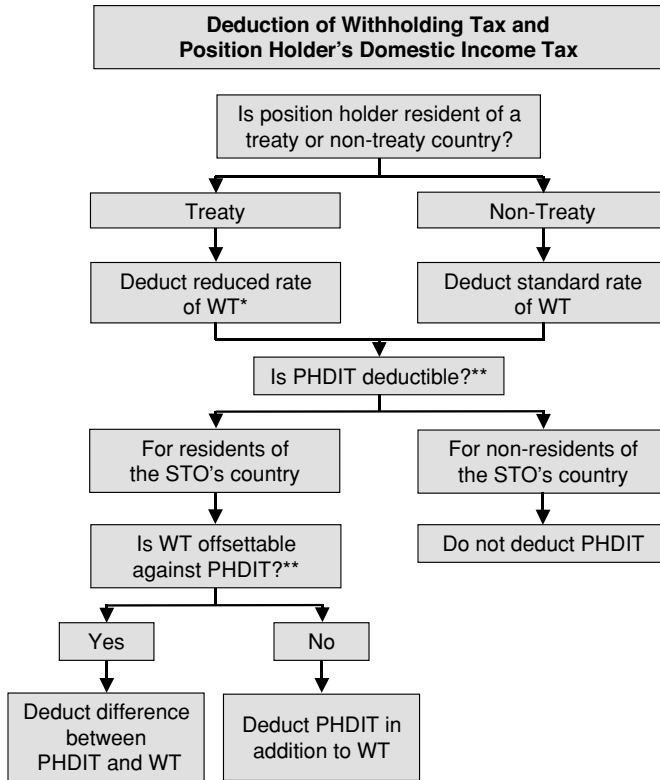 Deduction of Withholding Tax and
Position Holder's Domestic Income Tax
Is position holder resident of a
treaty or non-treaty country?
Treaty
Non-Treaty
Deduct reduced rate
of WT*
Deduct standard rate
of WT
Is PHDIT deductible?**
For residents of
the STO's country
For non-residents of
the STO's country
Is WT offsettable
against PHDIT?**
Do not deduct PHDIT
Yes
No
Deduct difference
between
PHDIT and WT
Deduct PHDIT in
addition to WT